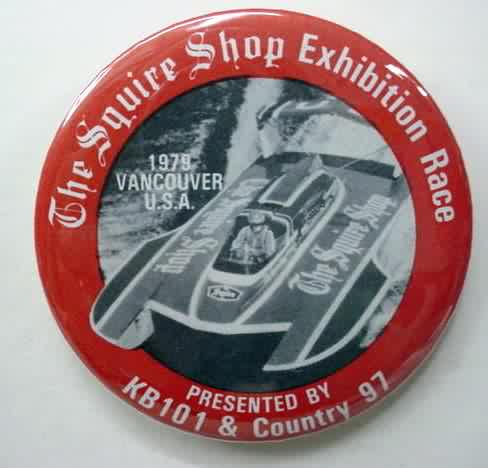 The Squire Shop Exhibition Race
1979
VANCOUVER
U.S.A.
The Squire Shop
The Squire Shop
PRESENTED BY
KB101 & Country 97